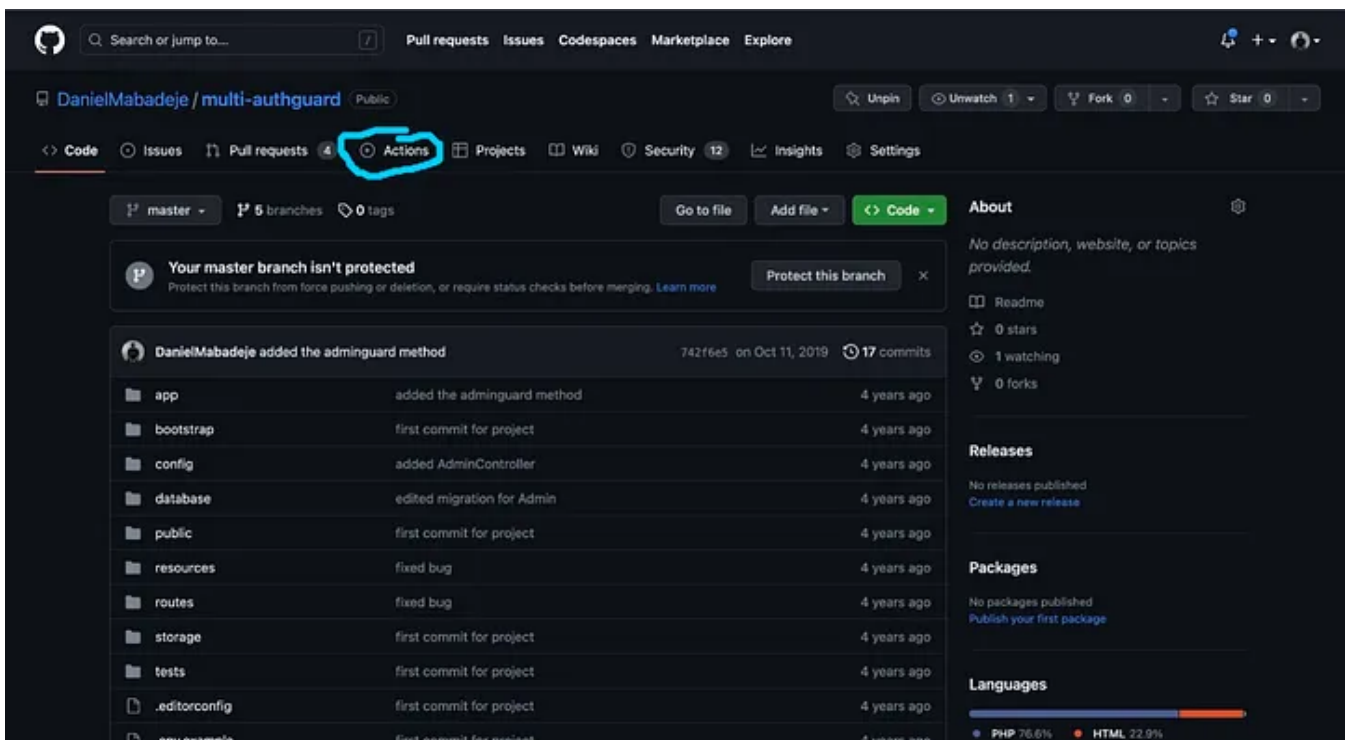 Search or jump to... / Pull requests Issues Codespaces Marketplace Explore
DanielMabadeje / multi-authguard Public Unpin Unwatch 1 Fork 0 Star 0
Code Issues Pull requests 4 Actions Projects Wiki Security 12 Insights Settings
master 5 branches 0 tags Go to file Add file Code
Your master branch isn't protected
Protect this branch from force pushing or deletion, or require status checks before merging. Learn more
Protect this branch
DanielMabadeje added the adminguard method 742f6e5 on Oct 11, 2019 17 commits
app added the adminguard method 4 years ago
bootstrap first commit for project 4 years ago
config added AdminController 4 years ago
database edited migration for Admin 4 years ago
public first commit for project 4 years ago
resources fixed bug 4 years ago
routes fixed bug 4 years ago
storage first commit for project 4 years ago
tests first commit for project 4 years ago
.editorconfig first commit for project 4 years ago
.env.example first commit for project 4 years ago
About
No description, website, or topics
provided.
Readme
0 stars
1 watching
0 forks
Releases
No releases published
Create a new release
Packages
No packages published
Publish your first package
Languages
PHP 76.6% HTML 22.9%